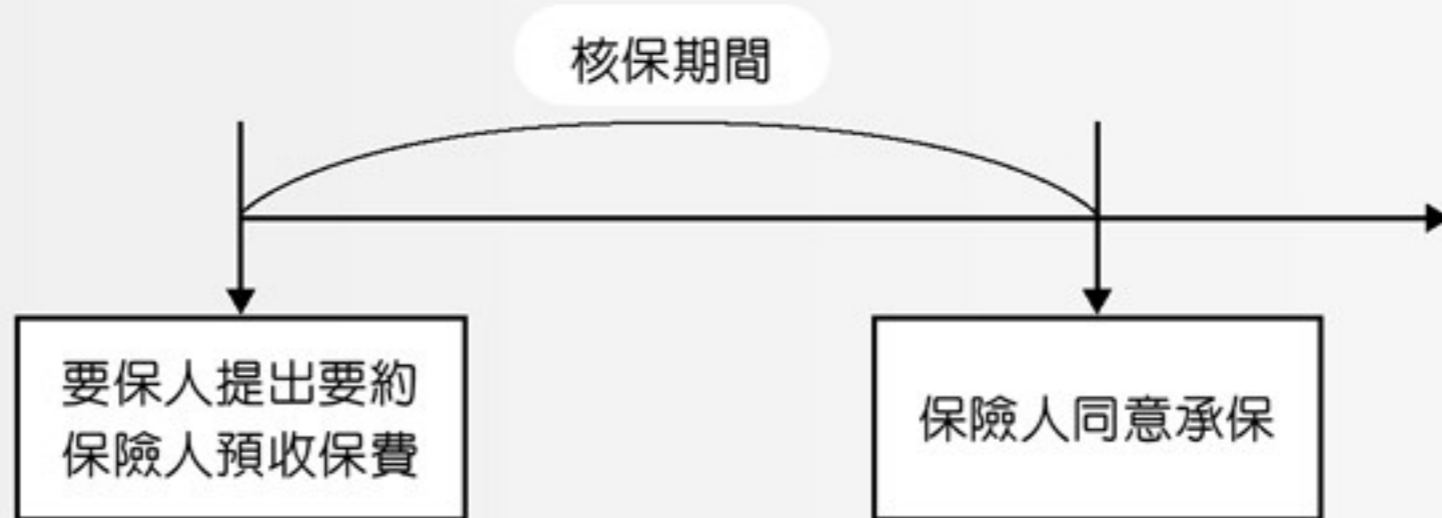 核保期間
要保人提出要約
保險人預收保費
保險人同意承保